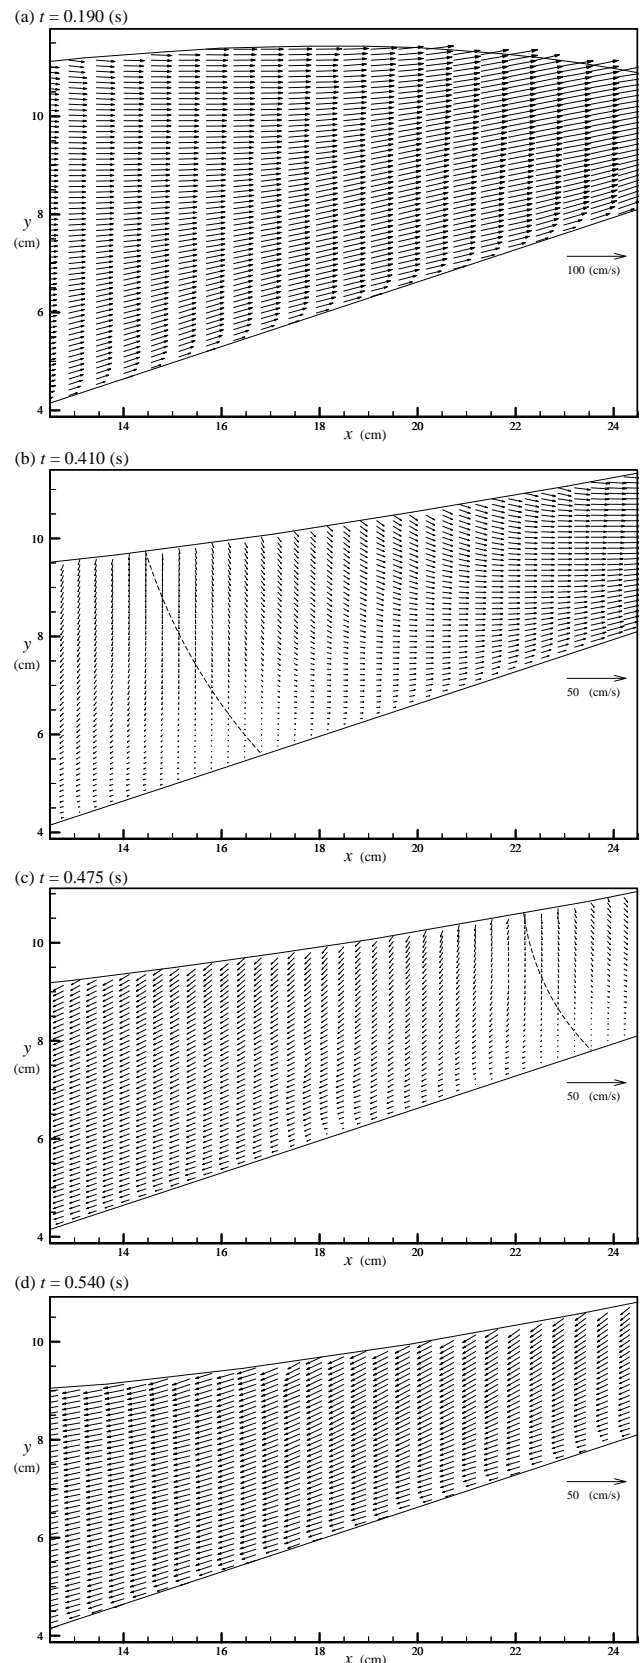 (a) t = 0.190 (s)
10
8
6
4
y
(cm)
100 (cm/s)
14 16 18 20 22 24
x (cm)
(b) t = 0.410 (s)
10
8
6
4
y
(cm)
50 (cm/s)
14 16 18 20 22 24
x (cm)
(c) t = 0.475 (s)
10
8
6
4
y
(cm)
50 (cm/s)
14 16 18 20 22 24
x (cm)
(d) t = 0.540 (s)
10
8
6
4
y
(cm)
50 (cm/s)
14 16 18 20 22 24
x (cm)